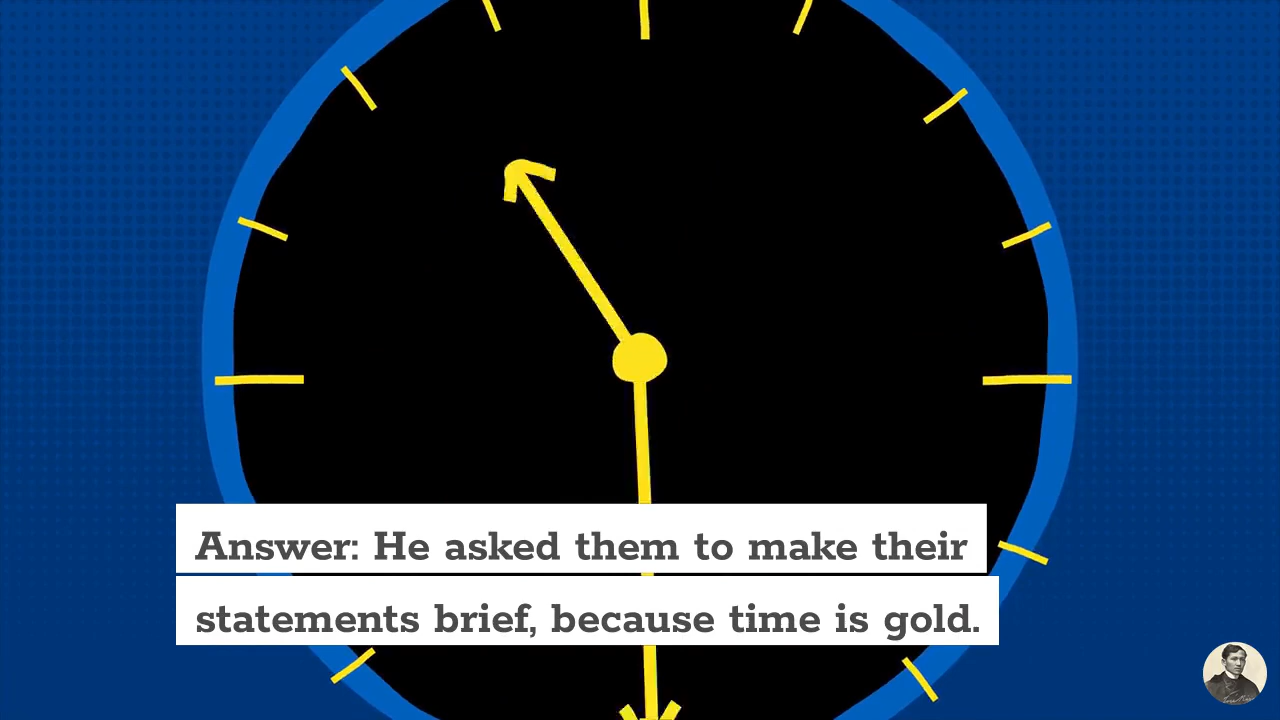 Answer: He asked them to make their
statements brief, because time is gold.